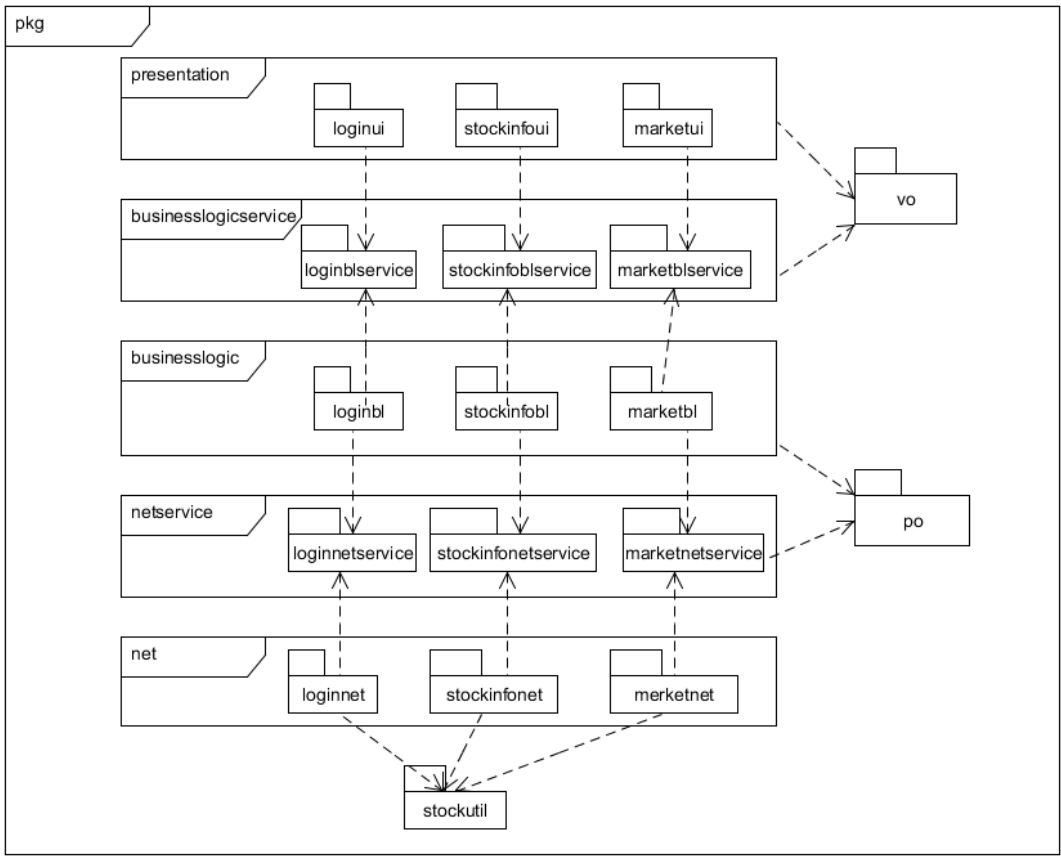 pkg
presentation
loginui
stockinfoui
marketui
vo
businesslogicservice
loginblservice
stockinfoblservice
marketblservice
businesslogic
loginbl
stockinfobl
marketbl
po
netservice
loginnetservice
stockinfonetservice
marketnetservice
net
loginnet
stockinfonet
merketnet
stockutil